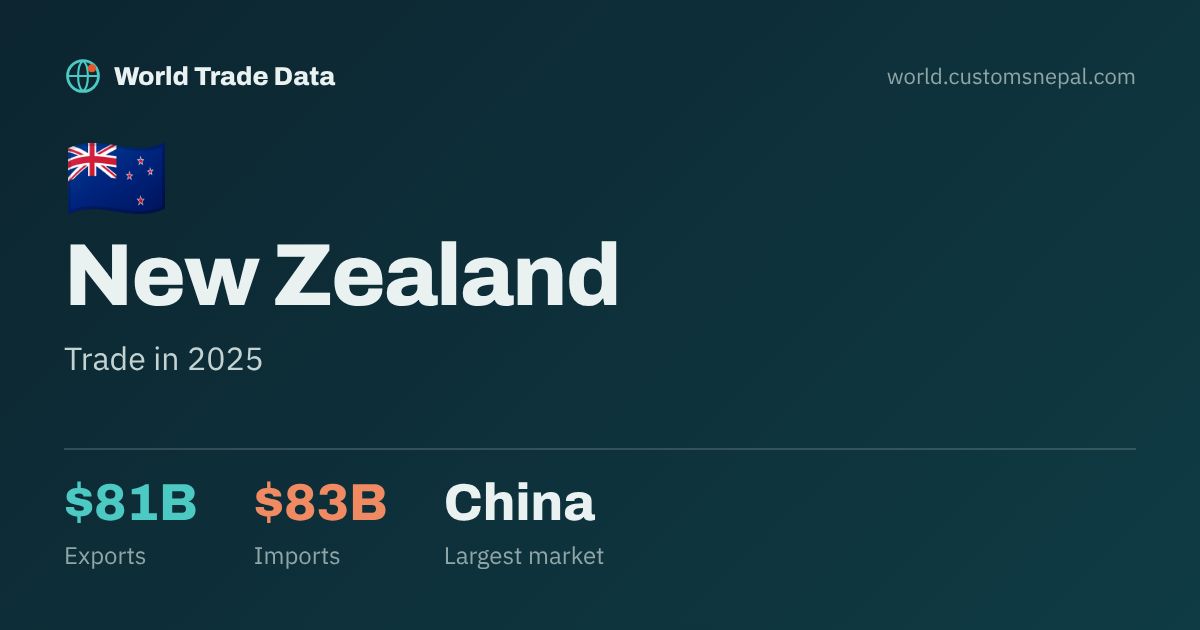 World Trade Data
world.customsnepal.com
New Zealand
Trade in 2025
$81B
Exports
$83B
Imports
China
Largest market